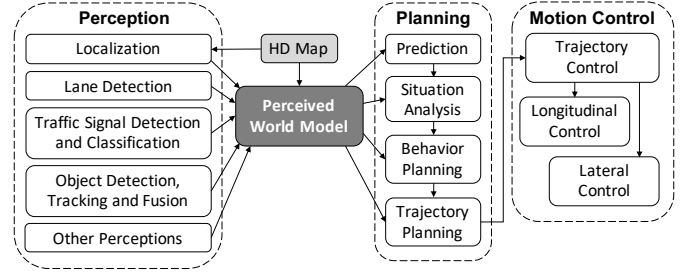 Perception
Localization
Lane Detection
Traffic Signal Detection
and Classification
Object Detection,
Tracking and Fusion
Other Perceptions
HD Map
Perceived
World Model
Planning
Prediction
Situation
Analysis
Behavior
Planning
Trajectory
Planning
Motion Control
Trajectory
Control
Longitudinal
Control
Lateral
Control